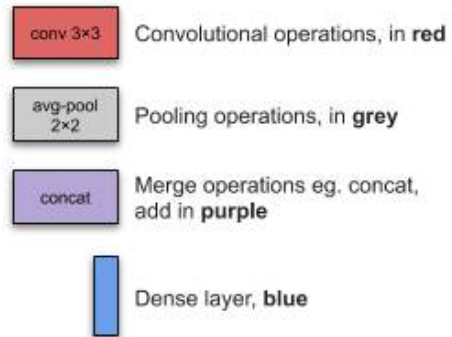 conv 3×3
Convolutional operations, in red
avg-pool
2×2
Pooling operations, in grey
concat
Merge operations eg. concat,
add in purple
Dense layer, blue